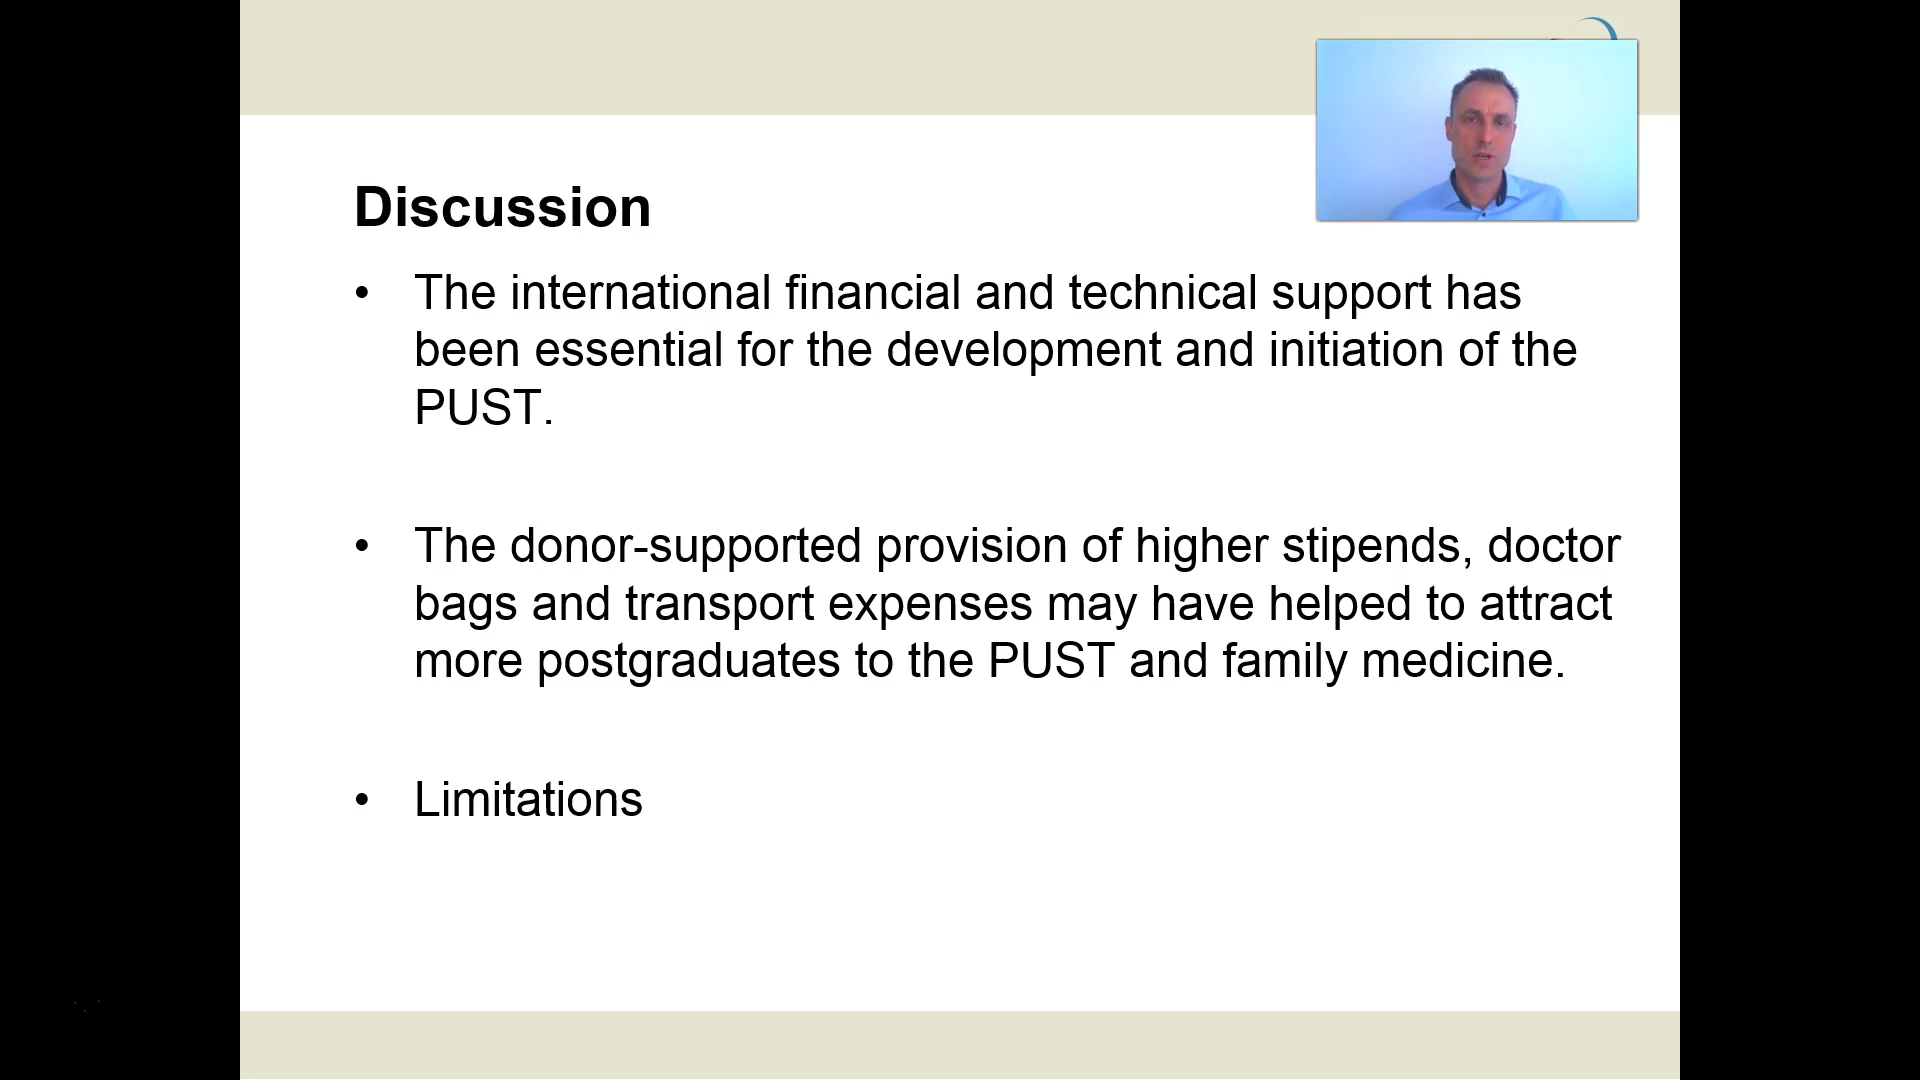 Discussion
• The international financial and technical support has
been essential for the development and initiation of the
PUST.
• The donor-supported provision of higher stipends, doctor
bags and transport expenses may have helped to attract
more postgraduates to the PUST and family medicine.
• Limitations